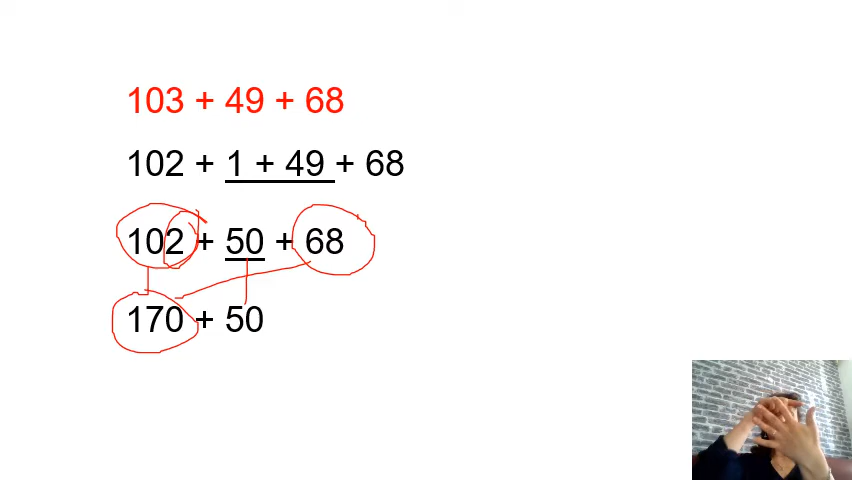 103 + 49 + 68
102 + 1 + 49 + 68
102 + 50 + 68
170 + 50